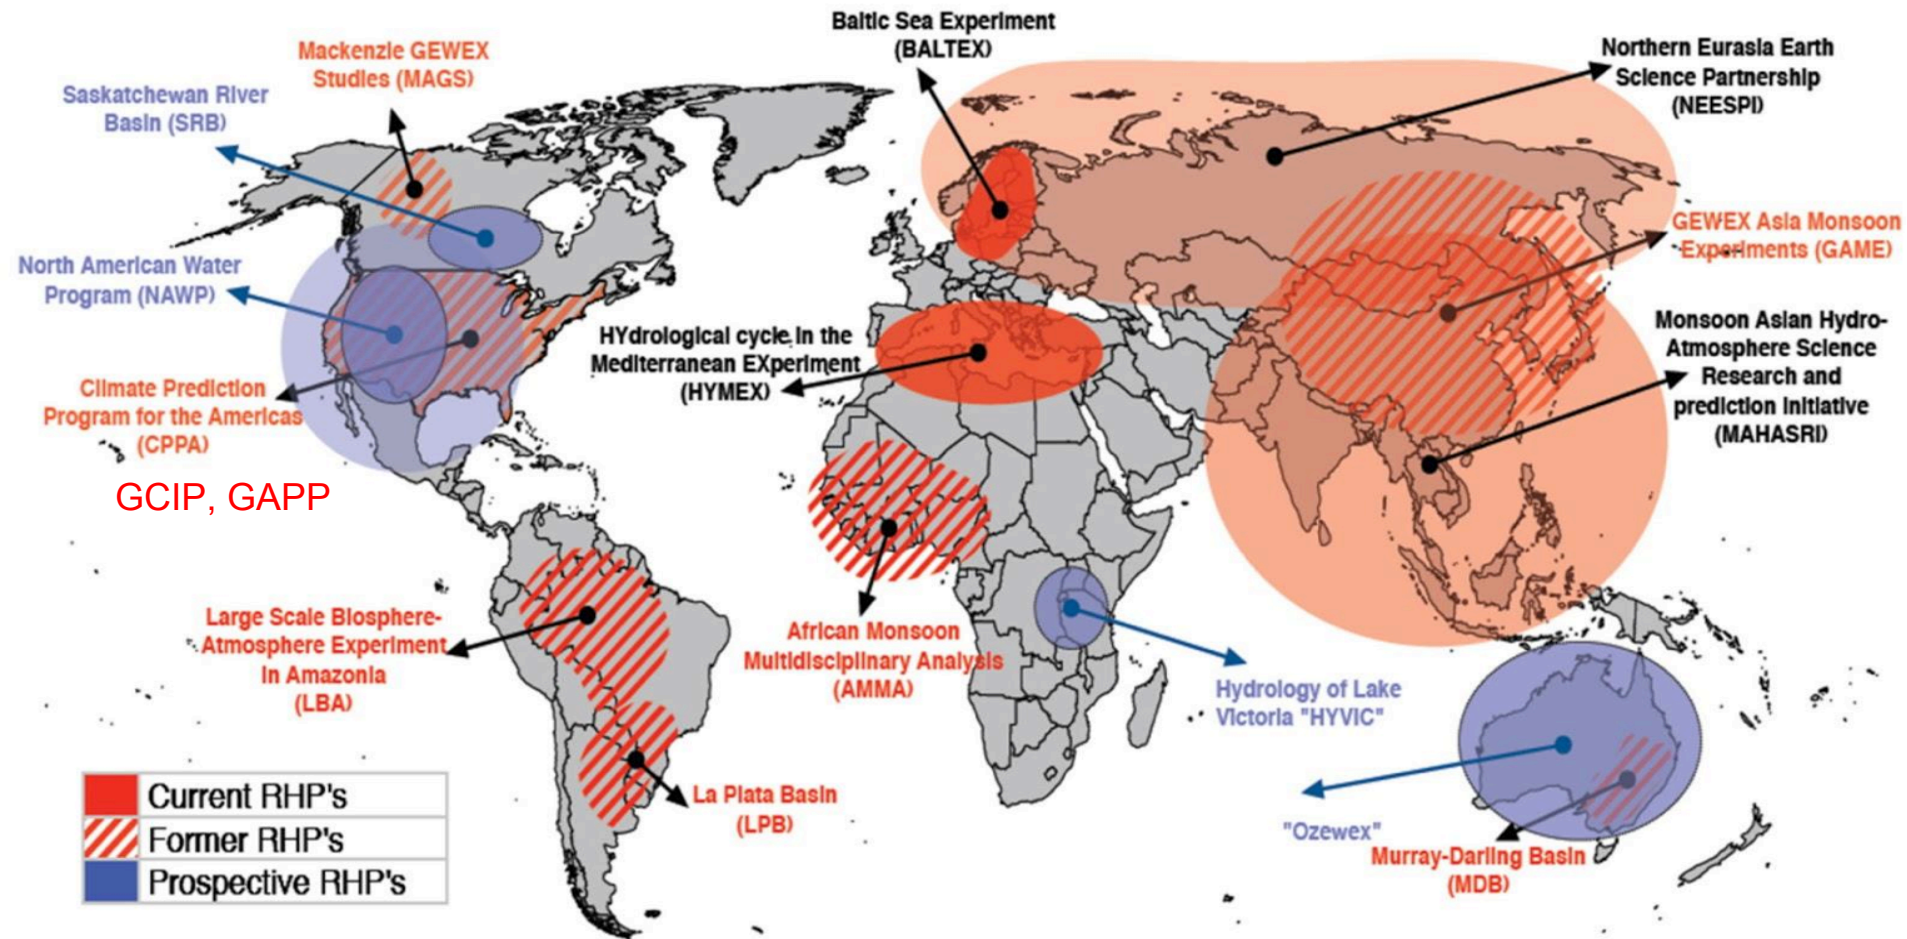 Baltic Sea Experiment
(BALTEX)
Mackenzie GEWEX
Studies (MAGS)
Northern Eurasia Earth
Science Partnership
(NEESPI)
Saskatchewan River
Basin (SRB)
GEWEX Asia Monsoon
Experiments (GAME)
North American Water
Program (NAWP)
HYdrological cycle in the
Mediterranean EXperiment
(HYMEX)
Monsoon Asian Hydro-
Atmosphere Science
Research and
prediction initiative
(MAHASRI)
Climate Prediction
Program for the Americas
(CPPA)
GCIP, GAPP
Large Scale Biosphere-
Atmosphere Experiment
in Amazonia
(LBA)
African Monsoon
Multidisciplinary Analysis
(AMMA)
Hydrology of Lake
Victoria "HYVIC"
La Plata Basin
(LPB)
"Ozewex"
Murray-Darling Basin
(MDB)
Current RHP's
Former RHP's
Prospective RHP's